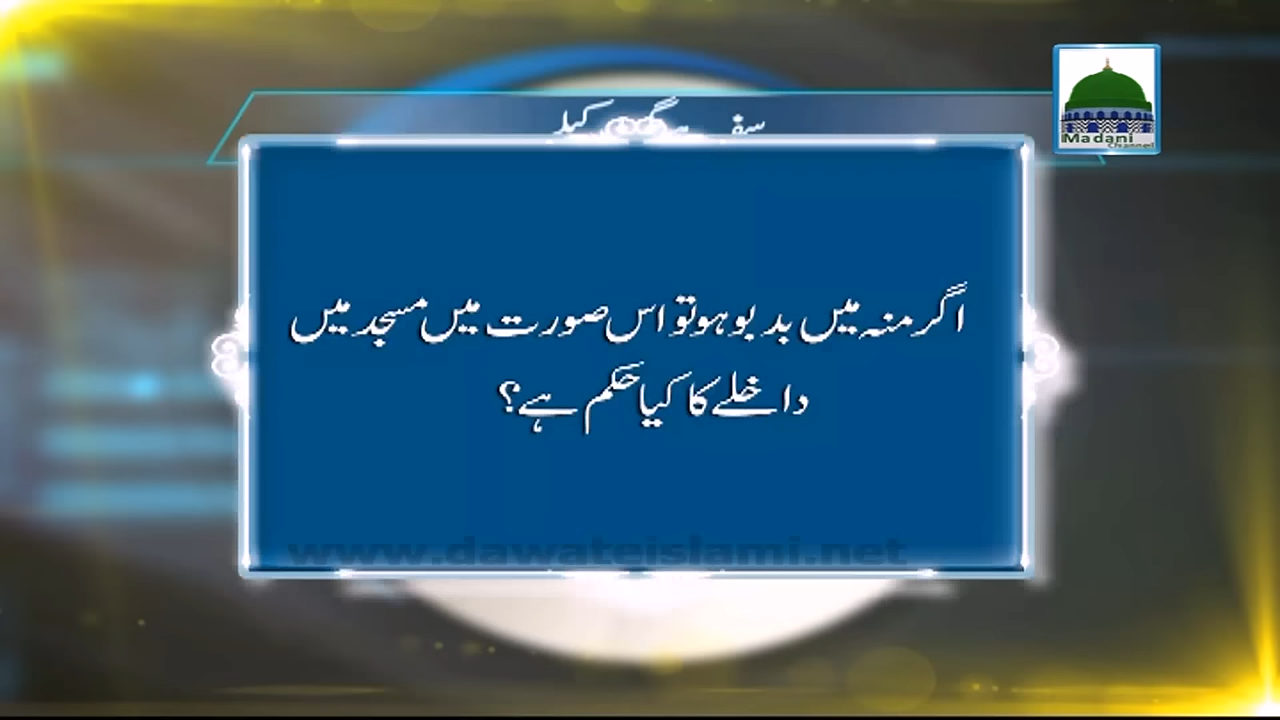 Madani
Channel
اگر منہ میں بدبو ہو تو اس صورت میں مسجد میں
داخلے کا کیا حکم ہے؟
www.dawateislami.net